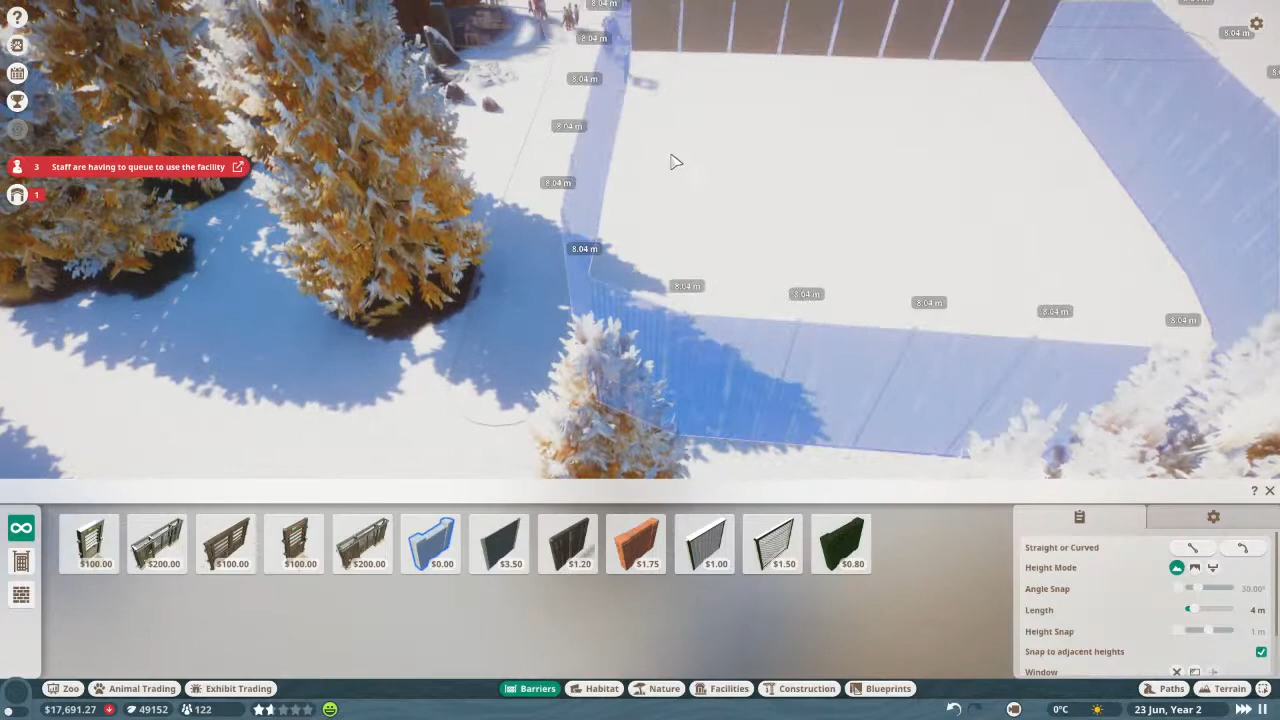 8.04 m
8.04 m
8.04 m
8.04 m
8.04 m
8.04 m
8.04 m
3 Staff are having to queue to use the facility
1
8.04 m
8.04 m
8.04 m
8.04 m
8.04 m
?
$100.00 $200.00 $100.00 $100.00 $200.00 $0.00 $3.50 $1.20 $1.75 $1.00 $1.50 $0.80
Straight or Curved
Height Mode
Angle Snap 30.00°
Length 4 m
Height Snap 1 m
Snap to adjacent heights
Window
Zoo Animal Trading Exhibit Trading Barriers Habitat Nature Facilities Construction Blueprints Paths Terrain
$17,691.27 49152 122 0°C 23 Jun, Year 2